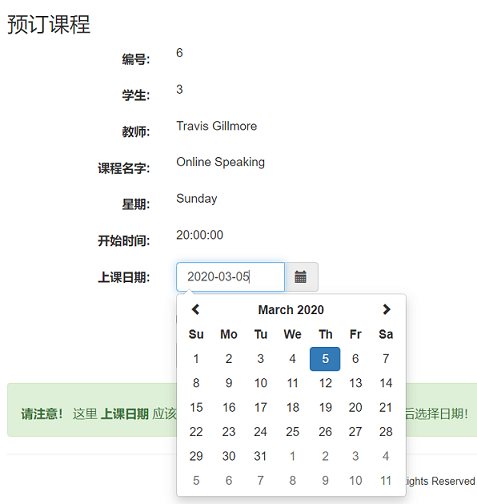 预订课程
编号: 6
学生: 3
教师: Travis Gillmore
课程名字: Online Speaking
星期: Sunday
开始时间: 20:00:00
上课日期: 2020-03-05
March 2020
Su Mo Tu We Th Fr Sa
1 2 3 4 5 6 7
8 9 10 11 12 13 14
15 16 17 18 19 20 21
22 23 24 25 26 27 28
29 30 31 1 2 3 4
5 6 7 8 9 10 11
请注意! 这里 上课日期 应该 后选择日期!
ights Reserved